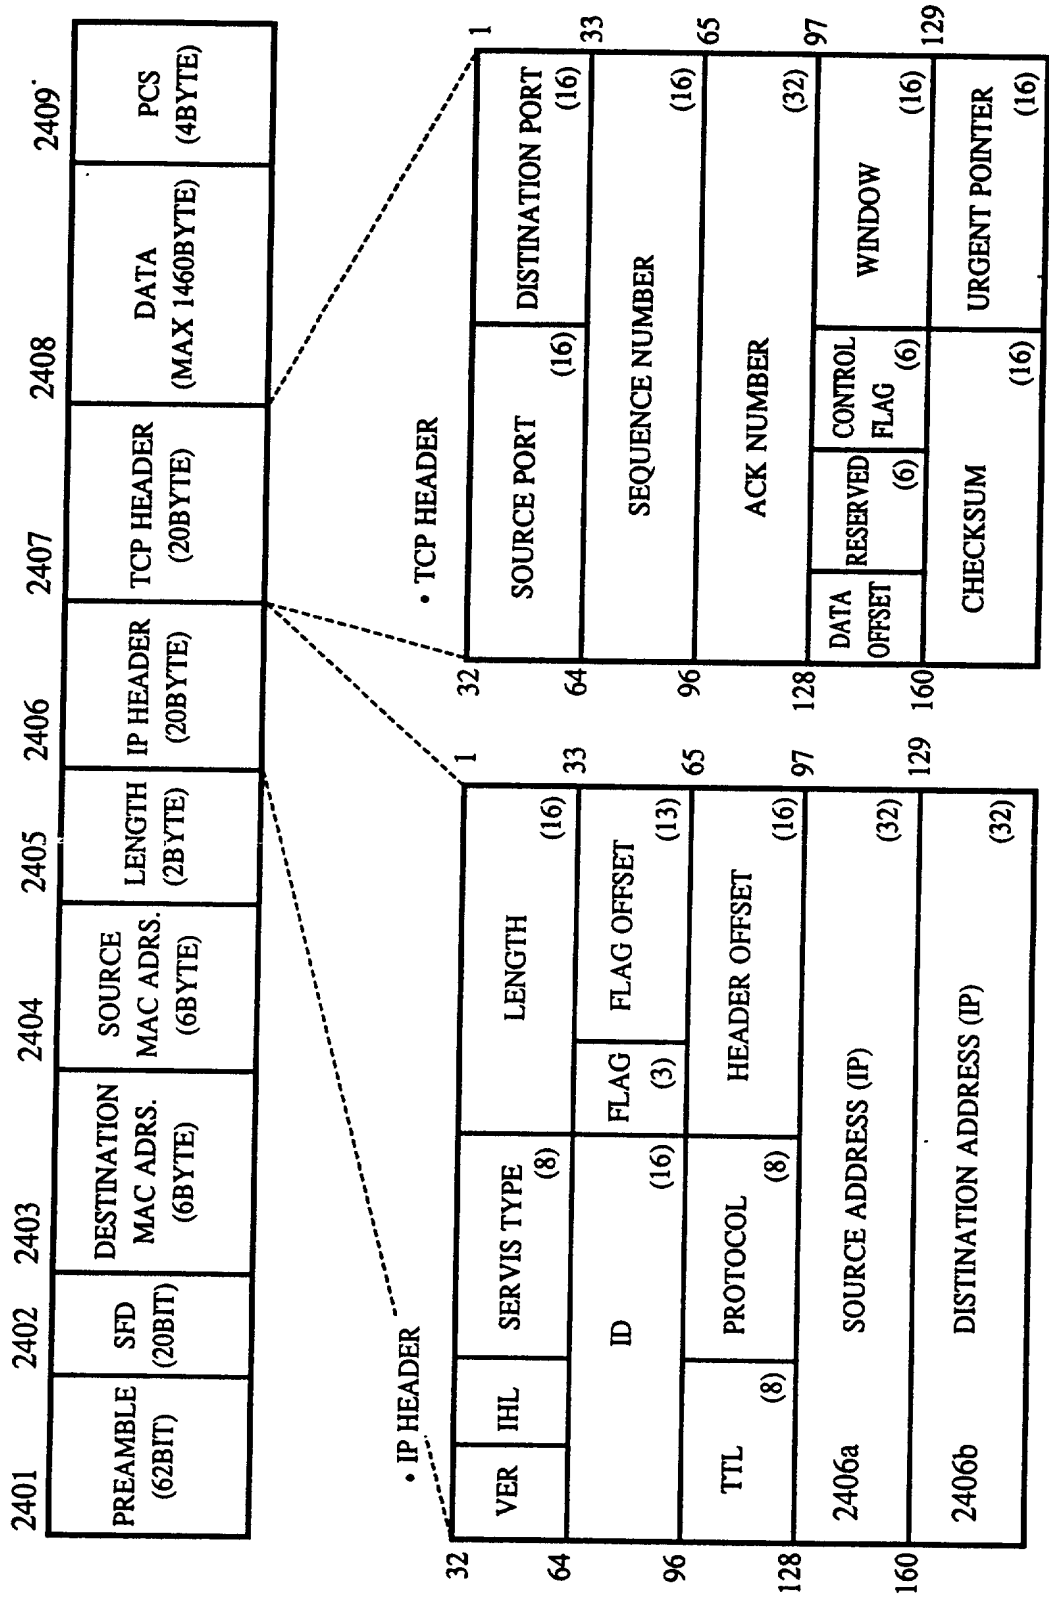 2401 2402 2403 2404 2405 2406 2407 2408 2409
PREAMBLE
(62BIT)
SFD
(20BIT)
DESTINATION
MAC ADRS.
(6BYTE)
SOURCE
MAC ADRS.
(6BYTE)
LENGTH
(2BYTE)
IP HEADER
(20BYTE)
TCP HEADER
(20BYTE)
DATA
(MAX 1460BYTE)
PCS
(4BYTE)
• IP HEADER
32 1
VER IHL SERVIS TYPE LENGTH
(8) (16)
64 33
ID FLAG FLAG OFFSET
(16) (3) (13)
96 65
TTL PROTOCOL HEADER OFFSET
(8) (8) (16)
128 97
2406a SOURCE ADDRESS (IP)
(32)
160 129
2406b DISTINATION ADDRESS (IP)
(32)
• TCP HEADER
32 1
SOURCE PORT DISTINATION PORT
(16) (16)
64 33
SEQUENCE NUMBER
(16)
96 65
ACK NUMBER
(32)
128 97
DATA
OFFSET
RESERVED
(6)
CONTROL
FLAG (6)
WINDOW
(16)
160 129
CHECKSUM URGENT POINTER
(16) (16)